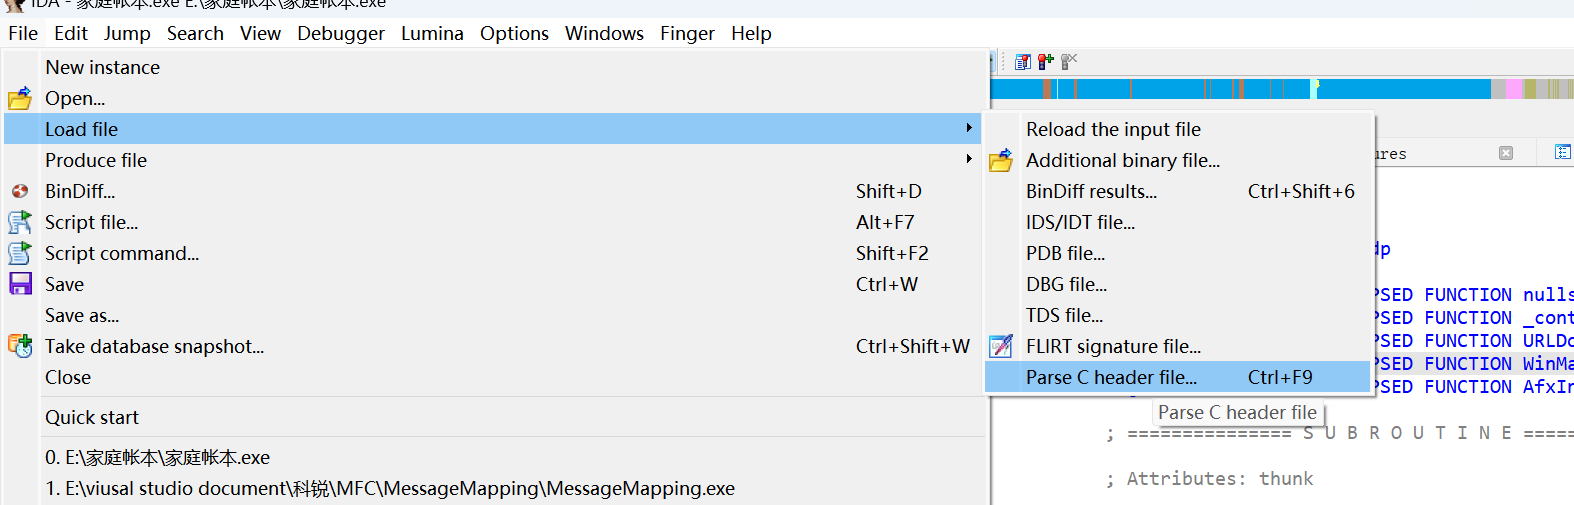 IDA - 家庭帐本.exe E:\家庭帐本\家庭帐本.exe
File Edit Jump Search View Debugger Lumina Options Windows Finger Help
New instance
Open...
Load file
Produce file
BinDiff... Shift+D
Script file... Alt+F7
Script command... Shift+F2
Save Ctrl+W
Save as...
Take database snapshot... Ctrl+Shift+W
Close
Quick start
0. E:\家庭帐本\家庭帐本.exe
1. E:\viusal studio document\科锐\MFC\MessageMapping\MessageMapping.exe
Reload the input file
Additional binary file...
BinDiff results... Ctrl+Shift+6
IDS/IDT file...
PDB file...
DBG file...
TDS file...
FLIRT signature file...
Parse C header file... Ctrl+F9
Parse C header file
ures
dp
PSED FUNCTION nulls
PSED FUNCTION _cont
PSED FUNCTION URLDo
PSED FUNCTION WinMa
PSED FUNCTION AfxIn
; =============== S U B R O U T I N E =====
; Attributes: thunk